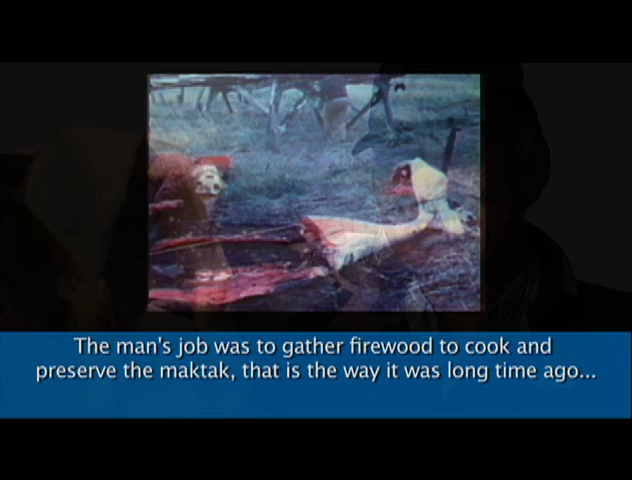 The man's job was to gather firewood to cook and
preserve the maktak, that is the way it was long time ago...